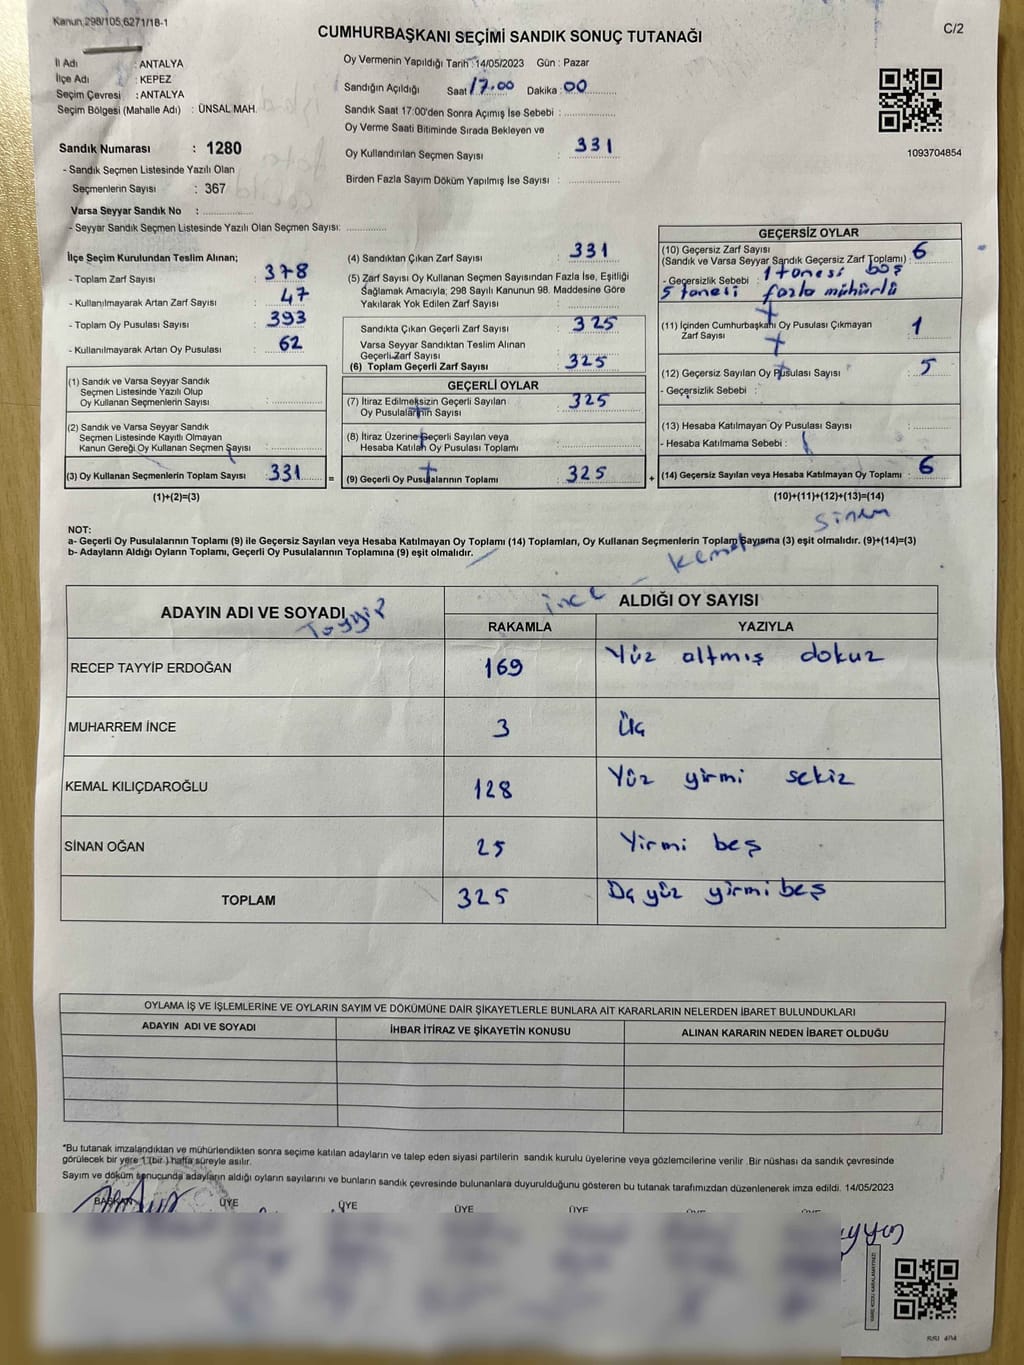 Kanun,298/105,6271/18-1
CUMHURBAŞKANI SEÇİMİ SANDIK SONUÇ TUTANAĞI
C/2
İl Adı : ANTALYA
İlçe Adı : KEPEZ
Seçim Çevresi : ANTALYA
Seçim Bölgesi (Mahalle Adı) : ÜNSAL MAH.
Sandık Numarası : 1280
- Sandık Seçmen Listesinde Yazılı Olan
Seçmenlerin Sayısı : 367
Varsa Seyyar Sandık No :
- Seyyar Sandık Seçmen Listesinde Yazılı Olan Seçmen Sayısı:
Oy Vermenin Yapıldığı Tarih :14/05/2023 Gün : Pazar
Sandığın Açıldığı Saat 17.00 Dakika 00
Sandık Saat 17:00'den Sonra Açımış İse Sebebi :
Oy Verme Saati Bitiminde Sırada Bekleyen ve
Oy Kullandırılan Seçmen Sayısı : 331
Birden Fazla Sayım Döküm Yapılmış İse Sayısı :
1093704854
İlçe Seçim Kurulundan Teslim Alınan;
- Toplam Zarf Sayısı : 378
- Kullanılmayarak Artan Zarf Sayısı : 47
- Toplam Oy Pusulası Sayısı : 393
- Kullanılmayarak Artan Oy Pusulası : 62
(1) Sandık ve Varsa Seyyar Sandık
Seçmen Listesinde Yazılı Olup
Oy Kullanan Seçmenlerin Sayısı :
(2) Sandık ve Varsa Seyyar Sandık
Seçmen Listesinde Kayıtlı Olmayan
Kanun Gereği Oy Kullanan Seçmen Sayısı :
(3) Oy Kullanan Seçmenlerin Toplam Sayısı : 331 =
(1)+(2)=(3)
(4) Sandıktan Çıkan Zarf Sayısı : 331
(5) Zarf Sayısı Oy Kullanan Seçmen Sayısından Fazla İse, Eşitliği
Sağlamak Amacıyla; 298 Sayılı Kanunun 98. Maddesine Göre
Yakılarak Yok Edilen Zarf Sayısı :
Sandıkta Çıkan Geçerli Zarf Sayısı : 325
Varsa Seyyar Sandıktan Teslim Alınan
Geçerli Zarf Sayısı :
(6) Toplam Geçerli Zarf Sayısı : 325
GEÇERLİ OYLAR
(7) İtiraz Edilmeksizin Geçerli Sayılan
Oy Pusulalarının Sayısı : 325
(8) İtiraz Üzerine Geçerli Sayılan veya
Hesaba Katılan Oy Pusulası Toplamı :
(9) Geçerli Oy Pusulalarının Toplamı : 325 +
GEÇERSİZ OYLAR
(10) Geçersiz Zarf Sayısı
(Sandık ve Varsa Seyyar Sandık Geçersiz Zarf Toplamı) : 6
- Geçersizlik Sebebi : 1 tanesi boş
5 tanesi fazla mühürlü
(11) İçinden Cumhurbaşkanı Oy Pusulası Çıkmayan
Zarf Sayısı : 1
(12) Geçersiz Sayılan Oy Pusulası Sayısı : 5
- Geçersizlik Sebebi :
(13) Hesaba Katılmayan Oy Pusulası Sayısı :
- Hesaba Katılmama Sebebi :
(14) Geçersiz Sayılan veya Hesaba Katılmayan Oy Toplamı : 6
(10)+(11)+(12)+(13)=(14)
Sinan
NOT:
a- Geçerli Oy Pusulalarının Toplamı (9) ile Geçersiz Sayılan veya Hesaba Katılmayan Oy Toplamı (14) Toplamları, Oy Kullanan Seçmenlerin Toplam Sayısına (3) eşit olmalıdır. (9)+(14)=(3)
b- Adayların Aldığı Oyların Toplamı, Geçerli Oy Pusulalarının Toplamına (9) eşit olmalıdır.
Kemal
ince
ADAYIN ADI VE SOYADI
Tayyip
ALDIĞI OY SAYISI
RAKAMLA YAZIYLA
RECEP TAYYİP ERDOĞAN 169 Yüz altmış dokuz
MUHARREM İNCE 3 Üç
KEMAL KILIÇDAROĞLU 128 Yüz yirmi sekiz
SİNAN OĞAN 25 Yirmi beş
TOPLAM 325 Üç yüz yirmi beş
OYLAMA İŞ VE İŞLEMLERİNE VE OYLARIN SAYIM VE DÖKÜMÜNE DAİR ŞİKAYETLERLE BUNLARA AİT KARARLARIN NELERDEN İBARET BULUNDUKLARI
ADAYIN ADI VE SOYADI İHBAR İTİRAZ VE ŞİKAYETİN KONUSU ALINAN KARARIN NEDEN İBARET OLDUĞU
*Bu tutanak imzalandıktan ve mühürlendikten sonra seçime katılan adayların ve talep eden siyasi partilerin sandık kurulu üyelerine veya gözlemcilerine verilir .Bir nüshası da sandık çevresinde
görülecek bir yere 1 (bir ) hafta süreyle asılır.
Sayım ve döküm sonucunda adayların aldığı oyların sayılarını ve bunların sandık çevresinde bulunanlara duyurulduğunu gösteren bu tutanak tarafımızdan düzenlenerek imza edildi. 14/05/2023
BAŞKAN ÜYE ÜYE ÜYE ÜYE